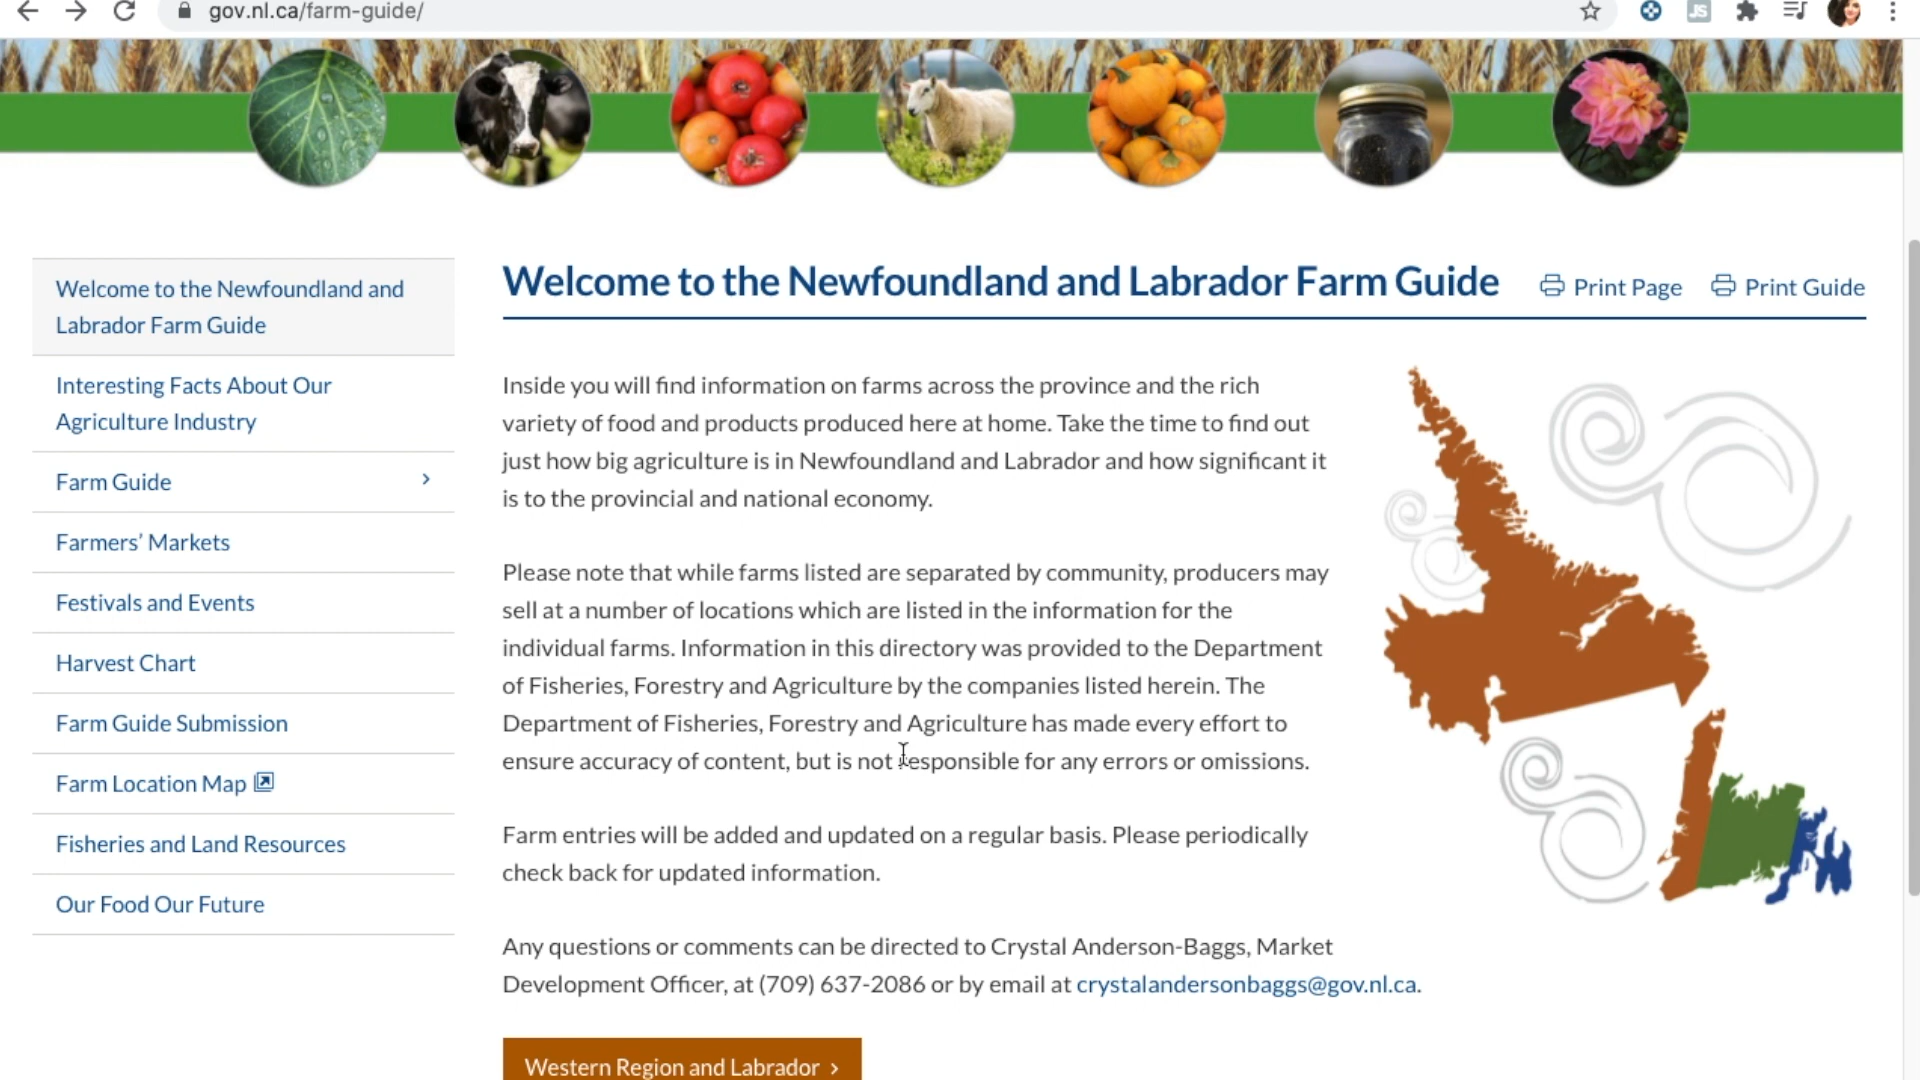 gov.nl.ca/farm-guide/
JS
Welcome to the Newfoundland and
Labrador Farm Guide
Interesting Facts About Our
Agriculture Industry
Farm Guide
Farmers’ Markets
Festivals and Events
Harvest Chart
Farm Guide Submission
Farm Location Map
Fisheries and Land Resources
Our Food Our Future
Welcome to the Newfoundland and Labrador Farm Guide
Print Page
Print Guide
Inside you will find information on farms across the province and the rich
variety of food and products produced here at home. Take the time to find out
just how big agriculture is in Newfoundland and Labrador and how significant it
is to the provincial and national economy.
Please note that while farms listed are separated by community, producers may
sell at a number of locations which are listed in the information for the
individual farms. Information in this directory was provided to the Department
of Fisheries, Forestry and Agriculture by the companies listed herein. The
Department of Fisheries, Forestry and Agriculture has made every effort to
ensure accuracy of content, but is not responsible for any errors or omissions.
Farm entries will be added and updated on a regular basis. Please periodically
check back for updated information.
Any questions or comments can be directed to Crystal Anderson-Baggs, Market
Development Officer, at (709) 637-2086 or by email at crystalandersonbaggs@gov.nl.ca.
Western Region and Labrador ›